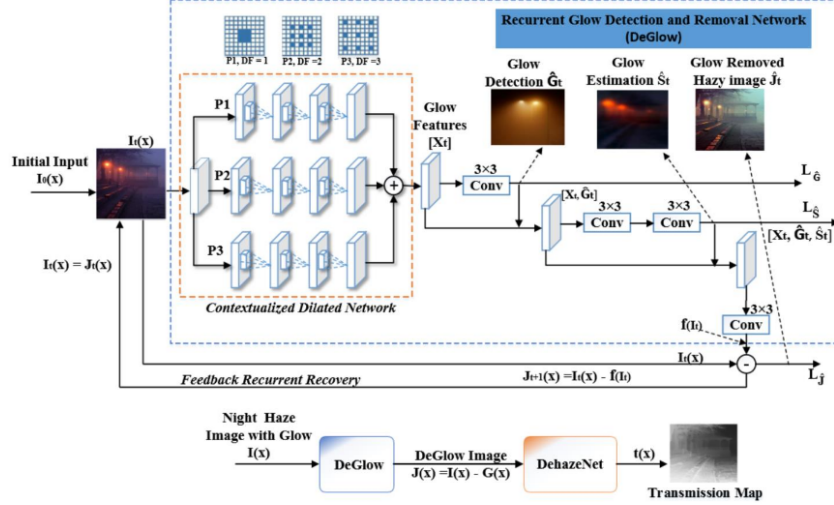 Recurrent Glow Detection and Removal Network
(DeGlow)
P1, DF = 1
P2, DF =2
P3, DF=3
Glow
Detection Ĝt
Glow
Estimation Ŝt
Glow Removed
Hazy image Ĵt
Glow
Features
[Xt]
It(x)
Initial Input
I0(x)
P1
P2
P3
3×3
Conv
L Ĝ
[Xt, Ĝt]
3×3
Conv
3×3
Conv
LŜ
[Xt, Ĝt, Ŝt]
It(x) = Jt(x)
Contextualized Dilated Network
3×3
Conv
f(It)
It(x)
LĴ
Feedback Recurrent Recovery
Jt+1(x) =It(x) - f(It)
Night Haze
Image with Glow
I(x)
DeGlow
DeGlow Image
J(x) =I(x) - G(x)
DehazeNet
t(x)
Transmission Map